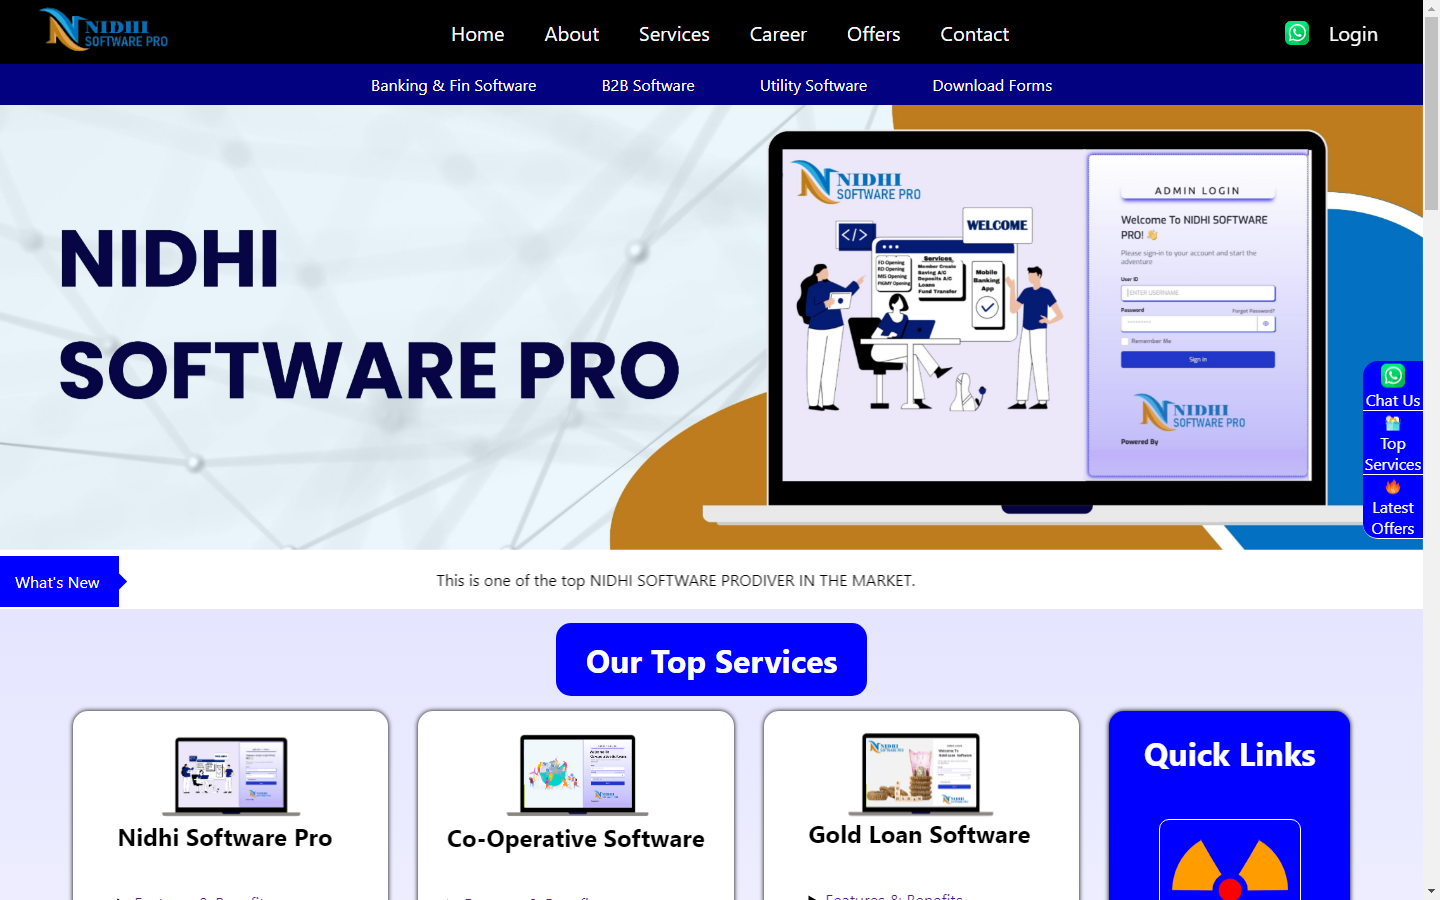 NIDHI
SOFTWARE PRO
Home
About
Services
Career
Offers
Contact
Login
Banking & Fin Software
B2B Software
Utility Software
Download Forms
NIDHI
SOFTWARE PRO
NIDHI
SOFTWARE PRO
</>
WELCOME
Services
FD Opening
RD Opening
MIS Opening
PIGMY Opening
Member Create
Saving A/C
Deposits A/C
Loans
Fund Transfer
Mobile
Banking
App
ADMIN LOGIN
Welcome To NIDHI SOFTWARE
PRO! 👋
Please sign-in to your account and start the
adventure
User ID
ENTER USERNAME
Password
Forgot Password?
Remember Me
Sign in
NIDHI
SOFTWARE PRO
Powered By
Chat Us
Top
Services
Latest
Offers
What's New
This is one of the top NIDHI SOFTWARE PRODIVER IN THE MARKET.
Our Top Services
Nidhi Software Pro
Co-Operative Software
Gold Loan Software
Quick Links
Features & Benefits
Features & Benefits
Features & Benefits